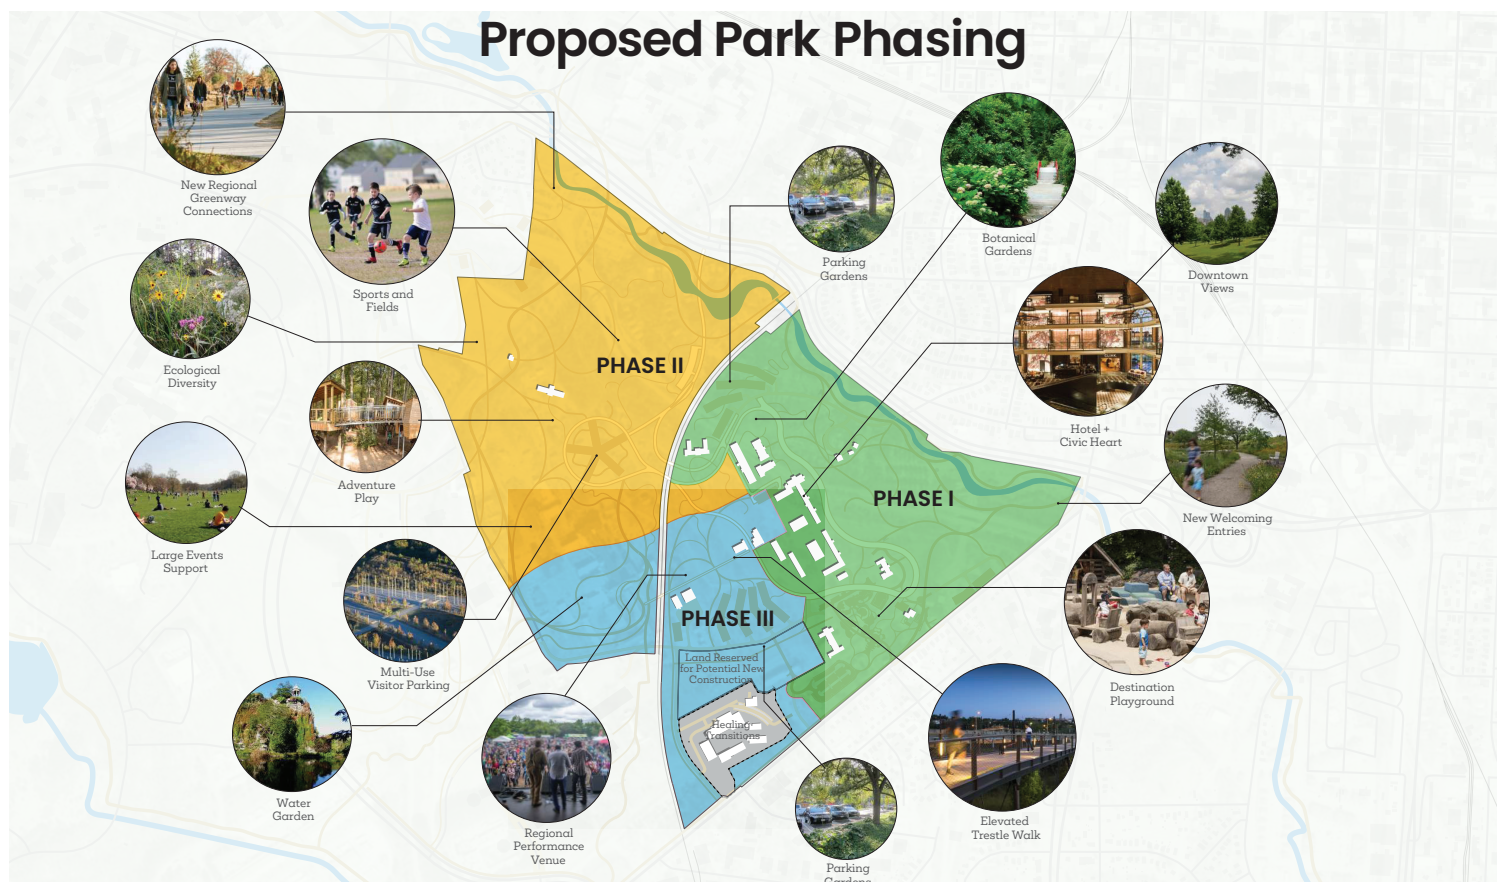 Proposed Park Phasing
New Regional
Greenway
Connections
Sports and
Fields
Parking
Gardens
Botanical
Gardens
Downtown
Views
Ecological
Diversity
Adventure
Play
PHASE II
Hotel +
Civic Heart
PHASE I
New Welcoming
Entries
Large Events
Support
Multi-Use
Visitor Parking
PHASE III
Land Reserved
for Potential New
Construction
Healing
Transitions
Destination
Playground
Water
Garden
Regional
Performance
Venue
Elevated
Trestle Walk
Parking
Gardens